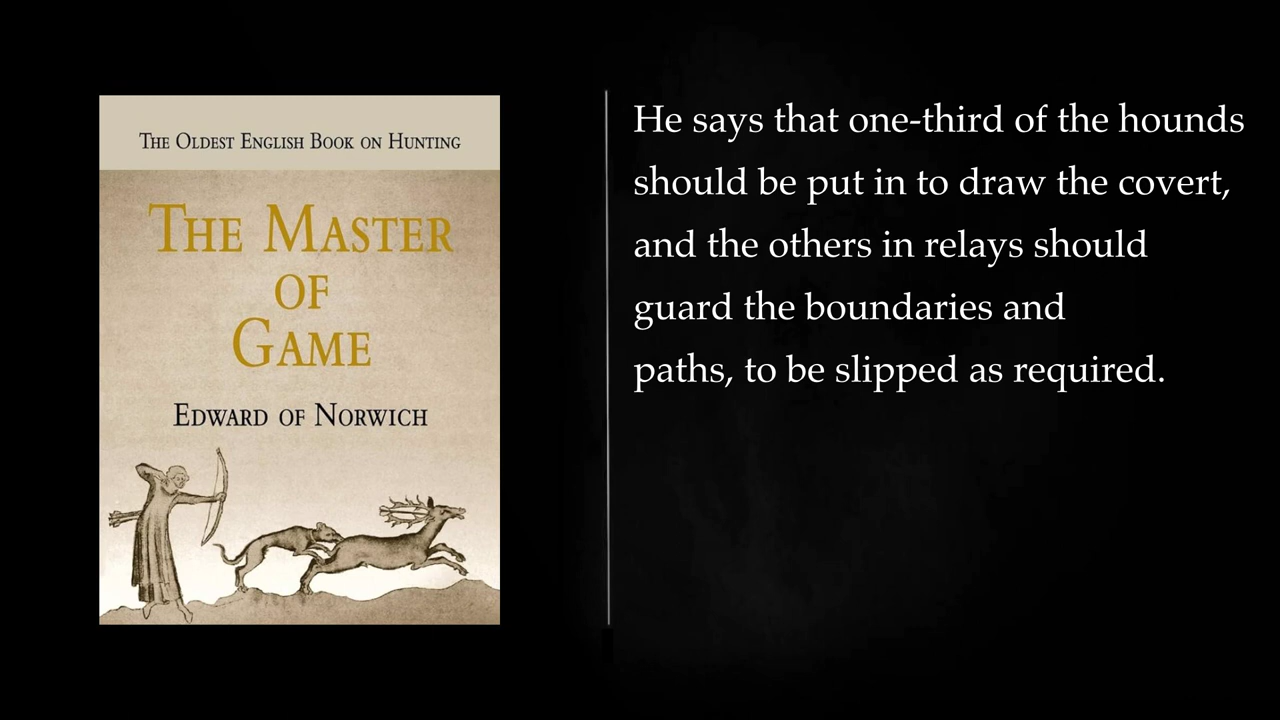 The Oldest English Book on Hunting
The Master
of
Game
Edward of Norwich
He says that one-third of the hounds
should be put in to draw the covert,
and the others in relays should
guard the boundaries and
paths, to be slipped as required.